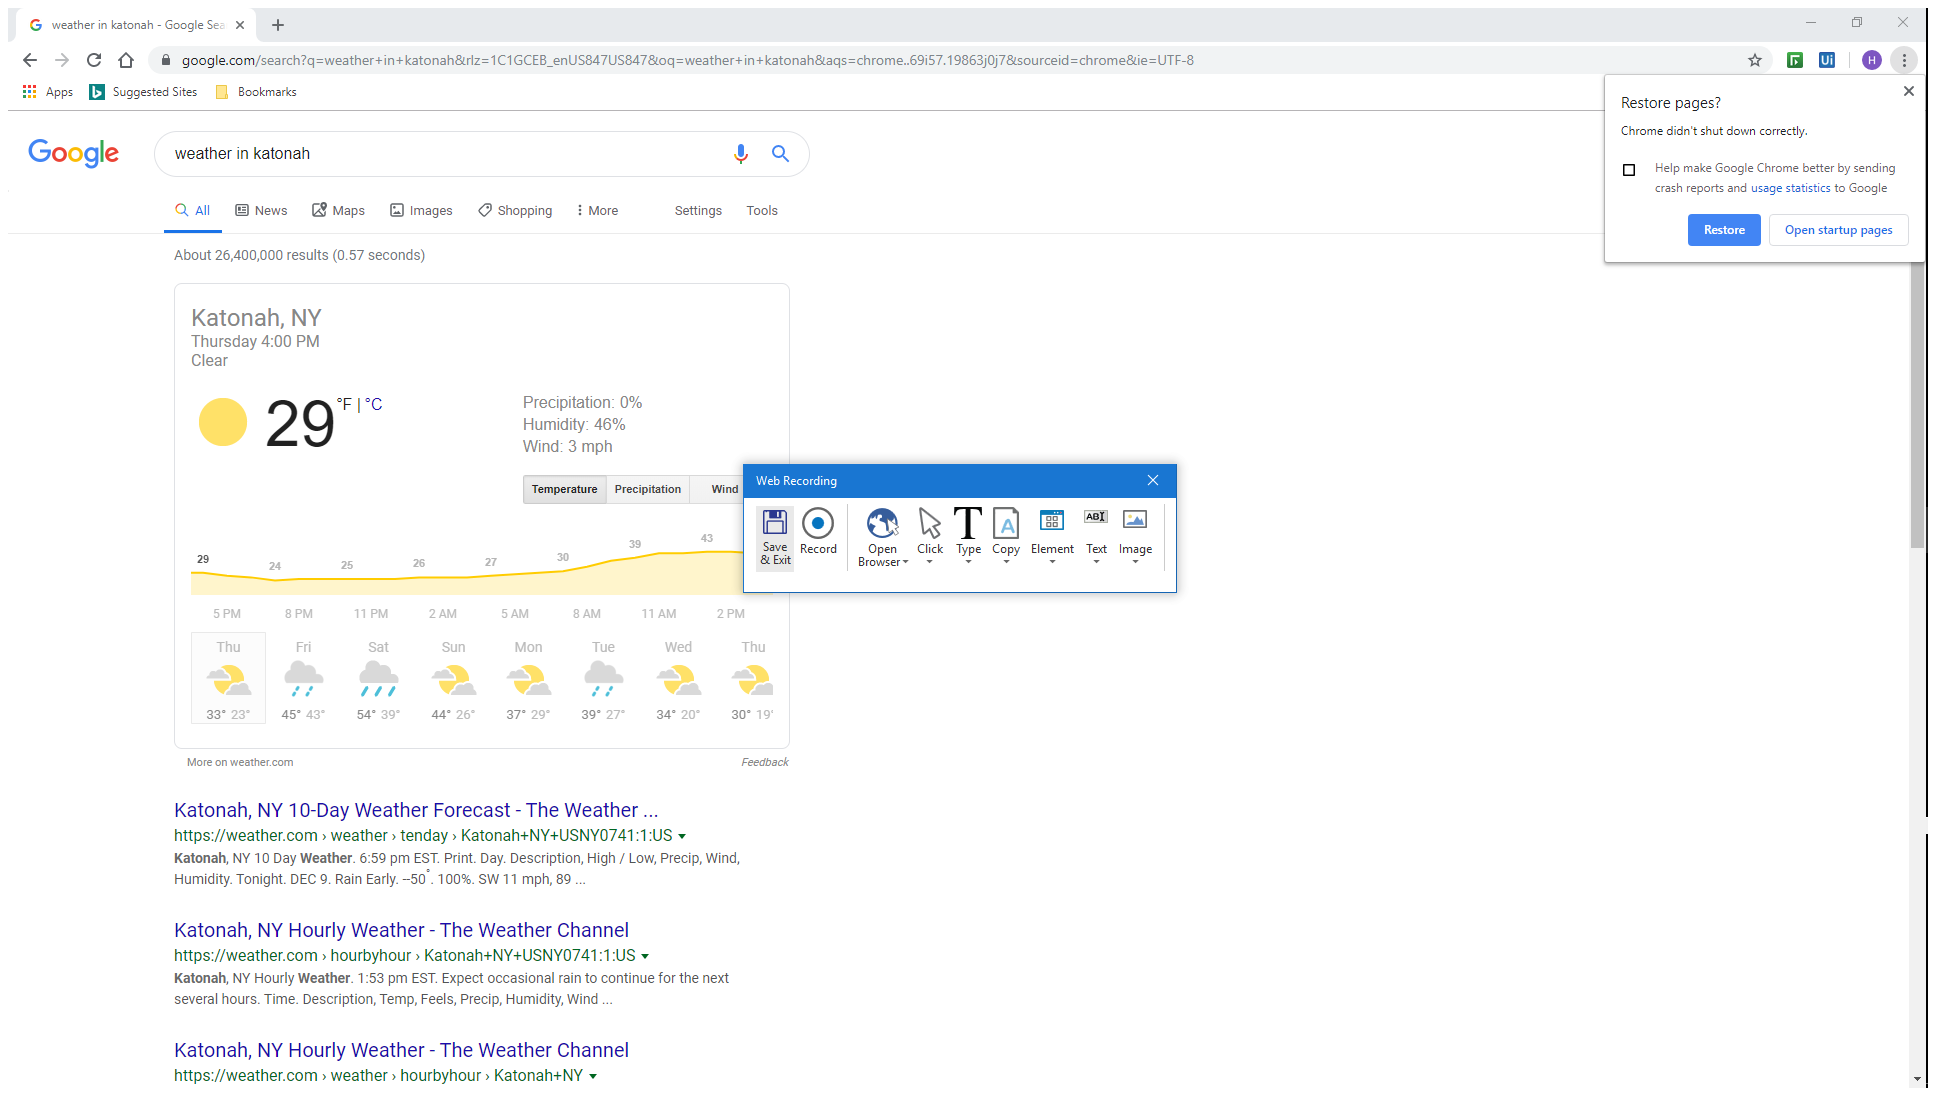 weather in katonah - Google Sea
google.com/search?q=weather+in+katonah&rlz=1C1GCEB_enUS847US847&oq=weather+in+katonah&aqs=chrome..69i57.19863j0j7&sourceid=chrome&ie=UTF-8
Ui
H
Apps
Suggested Sites
Bookmarks
Restore pages?
Chrome didn't shut down correctly.
Help make Google Chrome better by sending
crash reports and usage statistics to Google
Restore
Open startup pages
Google
weather in katonah
All
News
Maps
Images
Shopping
More
Settings
Tools
About 26,400,000 results (0.57 seconds)
Katonah, NY
Thursday 4:00 PM
Clear
29 °F | °C
Precipitation: 0%
Humidity: 46%
Wind: 3 mph
Temperature
Precipitation
Wind
Web Recording
Save
& Exit
Record
Open
Browser
Click
T
Type
A
Copy
Element
ABI
Text
Image
29 24 25 26 27 30 39 43
5 PM 8 PM 11 PM 2 AM 5 AM 8 AM 11 AM 2 PM
Thu Fri Sat Sun Mon Tue Wed Thu
33° 23° 45° 43° 54° 39° 44° 26° 37° 29° 39° 27° 34° 20° 30° 19°
More on weather.com
Feedback
Katonah, NY 10-Day Weather Forecast - The Weather ...
https://weather.com › weather › tenday › Katonah+NY+USNY0741:1:US
Katonah, NY 10 Day Weather. 6:59 pm EST. Print. Day. Description, High / Low, Precip, Wind,
Humidity. Tonight. DEC 9. Rain Early. --50°. 100%. SW 11 mph, 89 ...
Katonah, NY Hourly Weather - The Weather Channel
https://weather.com › hourbyhour › Katonah+NY+USNY0741:1:US
Katonah, NY Hourly Weather. 1:53 pm EST. Expect occasional rain to continue for the next
several hours. Time. Description, Temp, Feels, Precip, Humidity, Wind ...
Katonah, NY Hourly Weather - The Weather Channel
https://weather.com › weather › hourbyhour › Katonah+NY